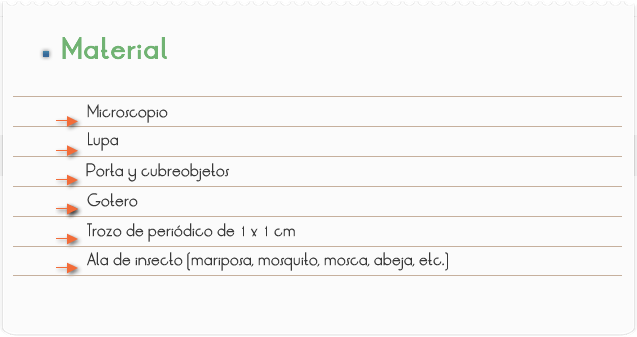 Material
Microscopio
Lupa
Porta y cubreobjetos
Gotero
Trozo de periódico de 1 x 1 cm
Ala de insecto (mariposa, mosquito, mosca, abeja, etc.)